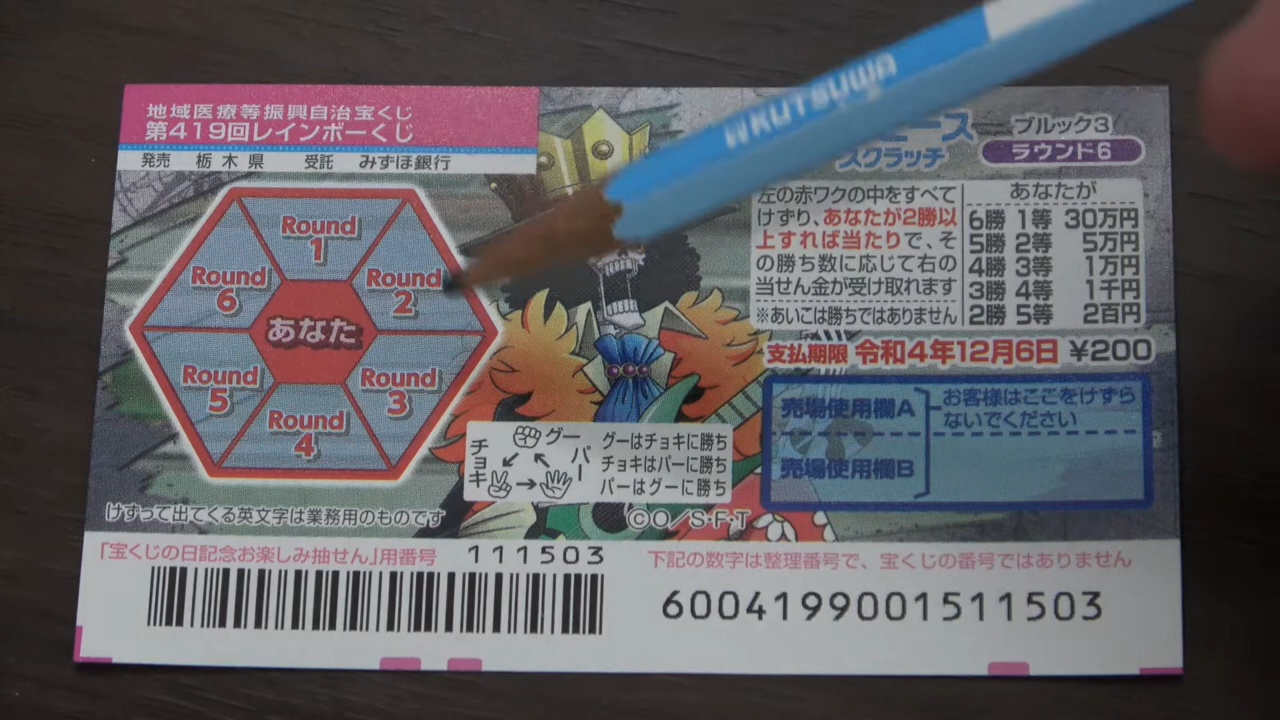 地域医療等振興自治宝くじ
第419回レインボーくじ
発売 栃木県 受託 みずほ銀行
KUTSUWA
ピース
スクラッチ
ブルック3
ラウンド6
Round 1
Round 2
Round 3
Round 4
Round 5
Round 6
あなた
左の赤ワクの中をすべて
けずり、あなたが2勝以
上すれば当たりで、そ
の勝ち数に応じて右の
当せん金が受け取れます
※あいこは勝ちではありません
あなたが
6勝 1等 30万円
5勝 2等 5万円
4勝 3等 1万円
3勝 4等 1千円
2勝 5等 2百円
支払期限 令和4年12月6日 ¥200
売場使用欄A
売場使用欄B
お客様はここをけずら
ないでください
グー
チョキ
パー
グーはチョキに勝ち
チョキはパーに勝ち
パーはグーに勝ち
©O/S・F・T
けずって出てくる英文字は業務用のものです
「宝くじの日記念お楽しみ抽せん」用番号 111503
下記の数字は整理番号で、宝くじの番号ではありません
6004199001511503